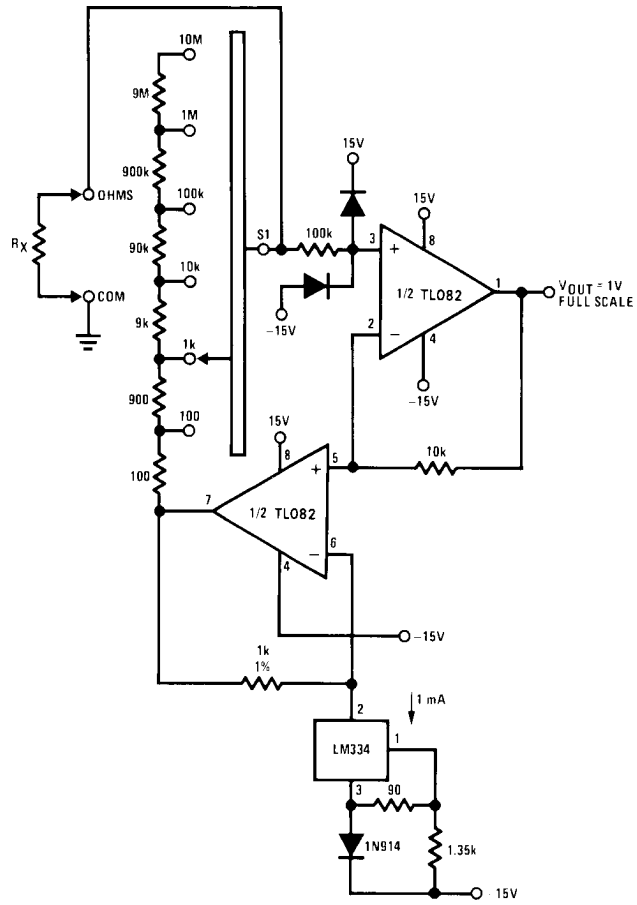 10M
9M
1M
900k
100k
90k
10k
9k
1k
900
100
100
OHMS
RX
COM
S1
100k
15V
-15V
15V
3
+
8
1/2 TL082
1
2
−
4
-15V
VOUT = 1V
FULL SCALE
10k
15V
8
5
+
7
1/2 TL082
6
−
4
-15V
1k
1%
2
1 mA
LM334
1
3
90
1N914
1.35k
- 15V